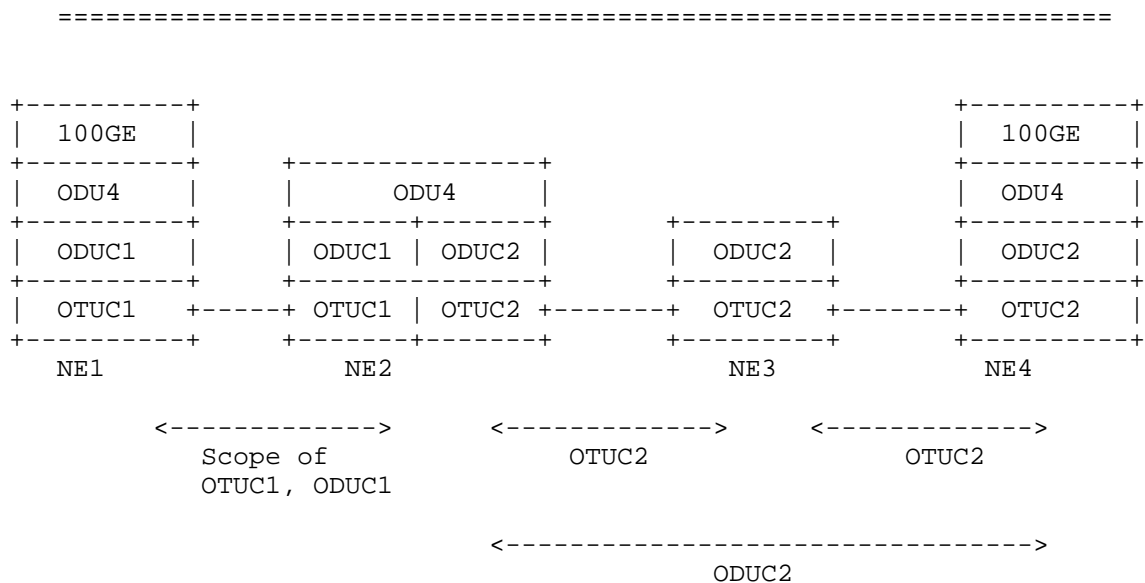 ==================================================================
+----------+                                               +----------+
|  100GE   |                                               |  100GE   |
+----------+     +---------------+                         +----------+
|  ODU4    |     |      ODU4     |                         |  ODU4    |
+----------+     +-------+-------+       +---------+       +----------+
|  ODUC1   |     | ODUC1 | ODUC2 |       |  ODUC2  |       |  ODUC2   |
+----------+     +---------------+       +---------+       +----------+
|  OTUC1   +-----+ OTUC1 | OTUC2 +-------+  OTUC2  +-------+  OTUC2   |
+----------+     +-------+-------+       +---------+       +----------+
NE1 NE2 NE3 NE4
<-------------> <-------------> <------------->
Scope of OTUC2 OTUC2
OTUC1, ODUC1
<--------------------------------->
ODUC2